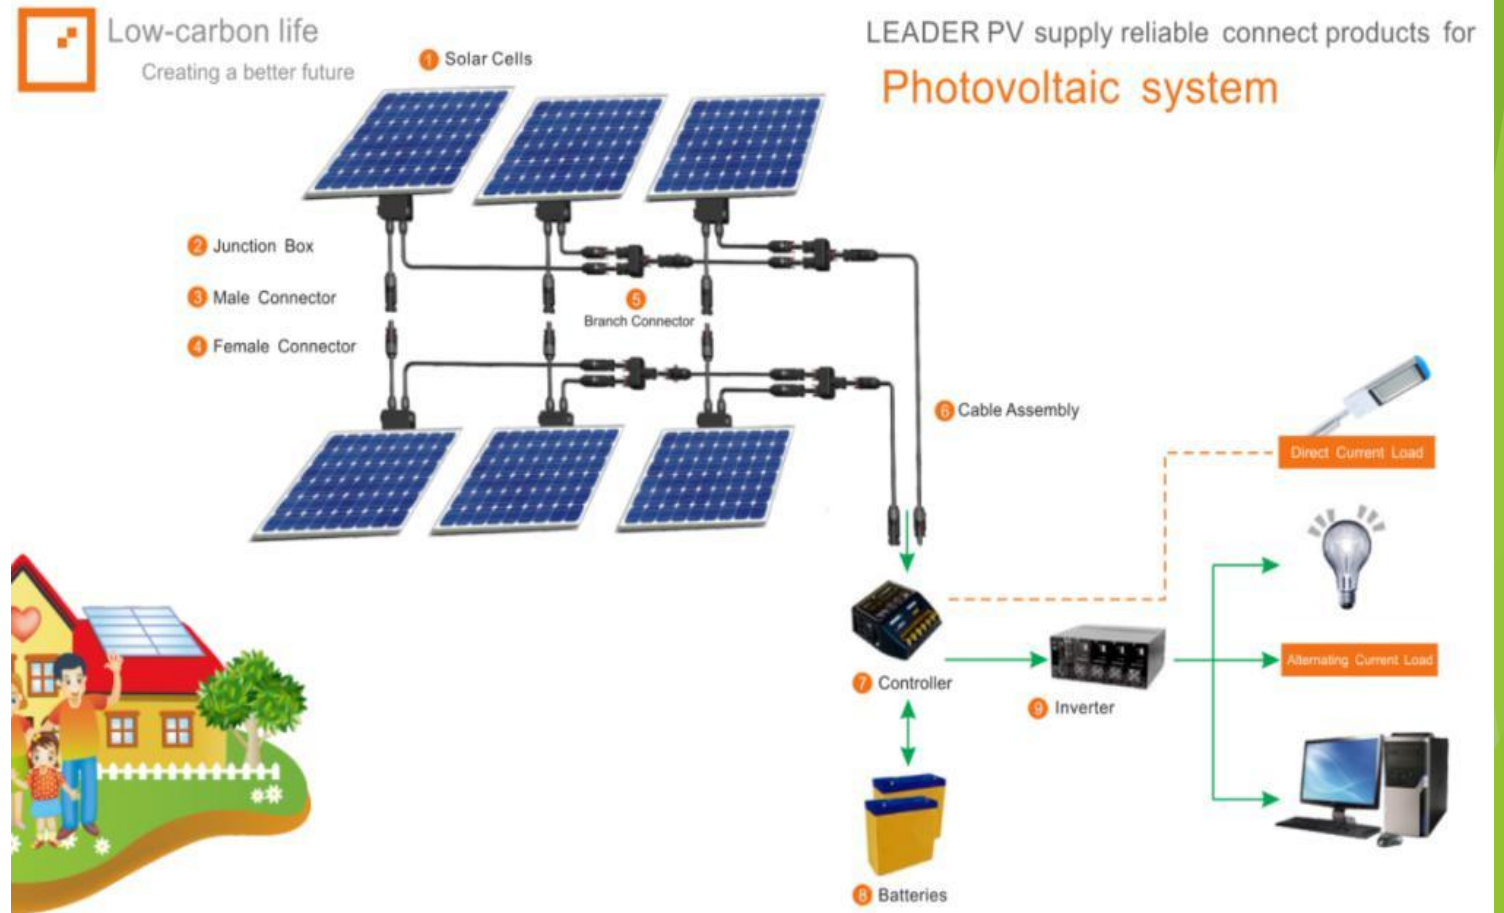 Low-carbon life
Creating a better future
LEADER PV supply reliable connect products for
Photovoltaic system
1 Solar Cells
2 Junction Box
3 Male Connector
4 Female Connector
5
Branch Connector
6 Cable Assembly
Direct Current Load
Alternating Current Load
7 Controller
9 Inverter
8 Batteries